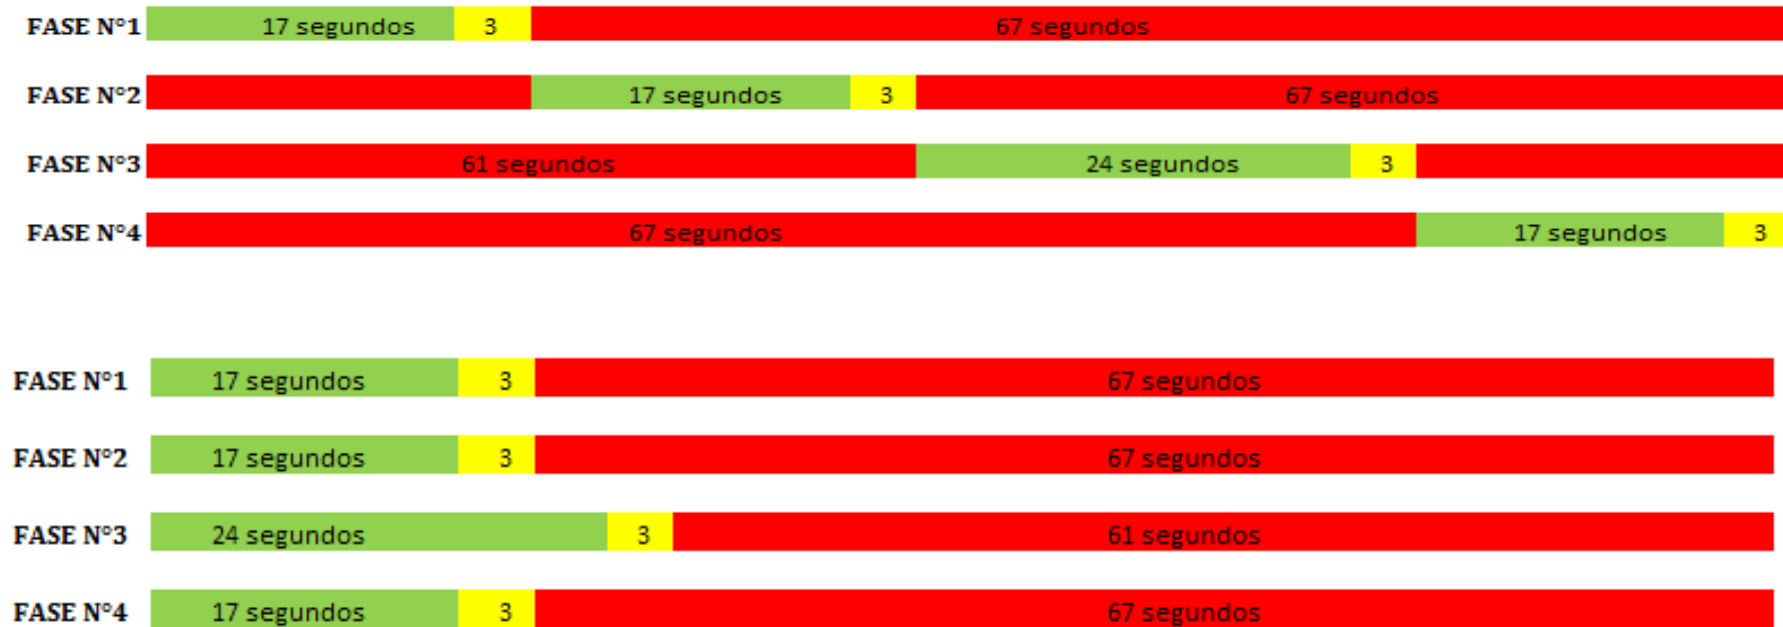 FASE N°1 17 segundos 3 67 segundos
FASE N°2 17 segundos 3 67 segundos
FASE N°3 61 segundos 24 segundos 3
FASE N°4 67 segundos 17 segundos 3
FASE N°1 17 segundos 3 67 segundos
FASE N°2 17 segundos 3 67 segundos
FASE N°3 24 segundos 3 61 segundos
FASE N°4 17 segundos 3 67 segundos